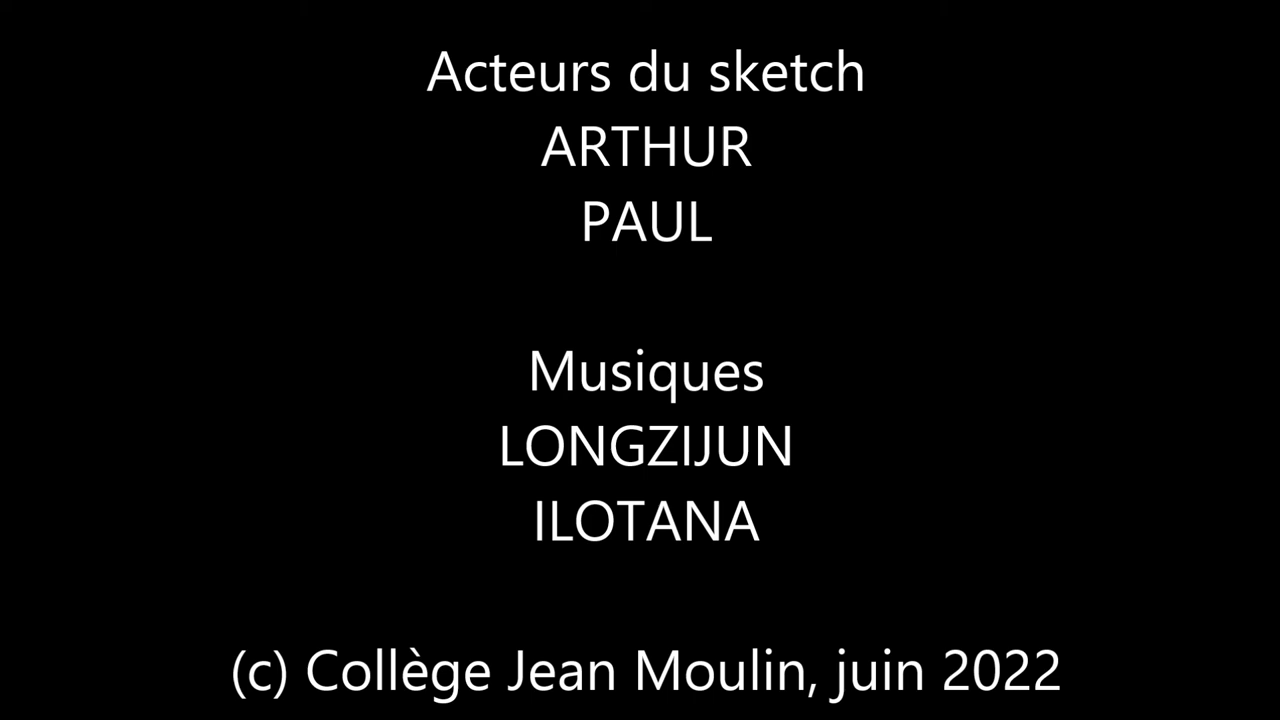 Acteurs du sketch
ARTHUR
PAUL
Musiques
LONGZIJUN
ILOTANA
(c) Collège Jean Moulin, juin 2022